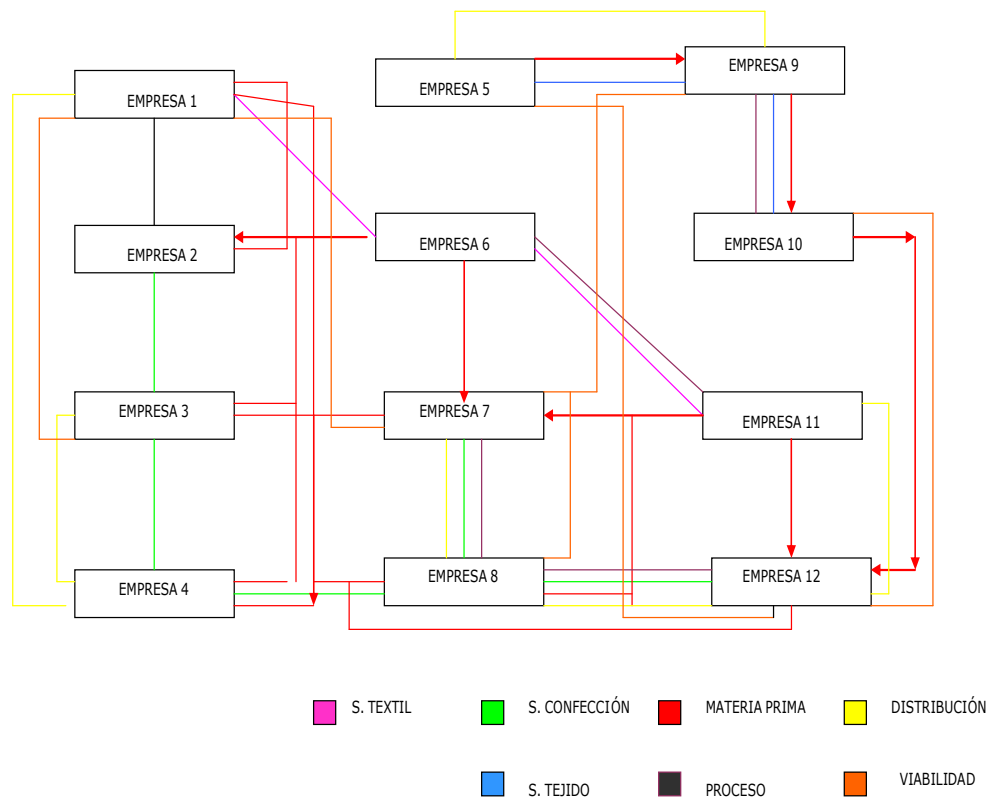 EMPRESA 1
EMPRESA 5
EMPRESA 9
EMPRESA 2
EMPRESA 6
EMPRESA 10
EMPRESA 3
EMPRESA 7
EMPRESA 11
EMPRESA 4
EMPRESA 8
EMPRESA 12
S. TEXTIL
S. CONFECCIÓN
MATERIA PRIMA
DISTRIBUCIÓN
S. TEJIDO
PROCESO
VIABILIDAD